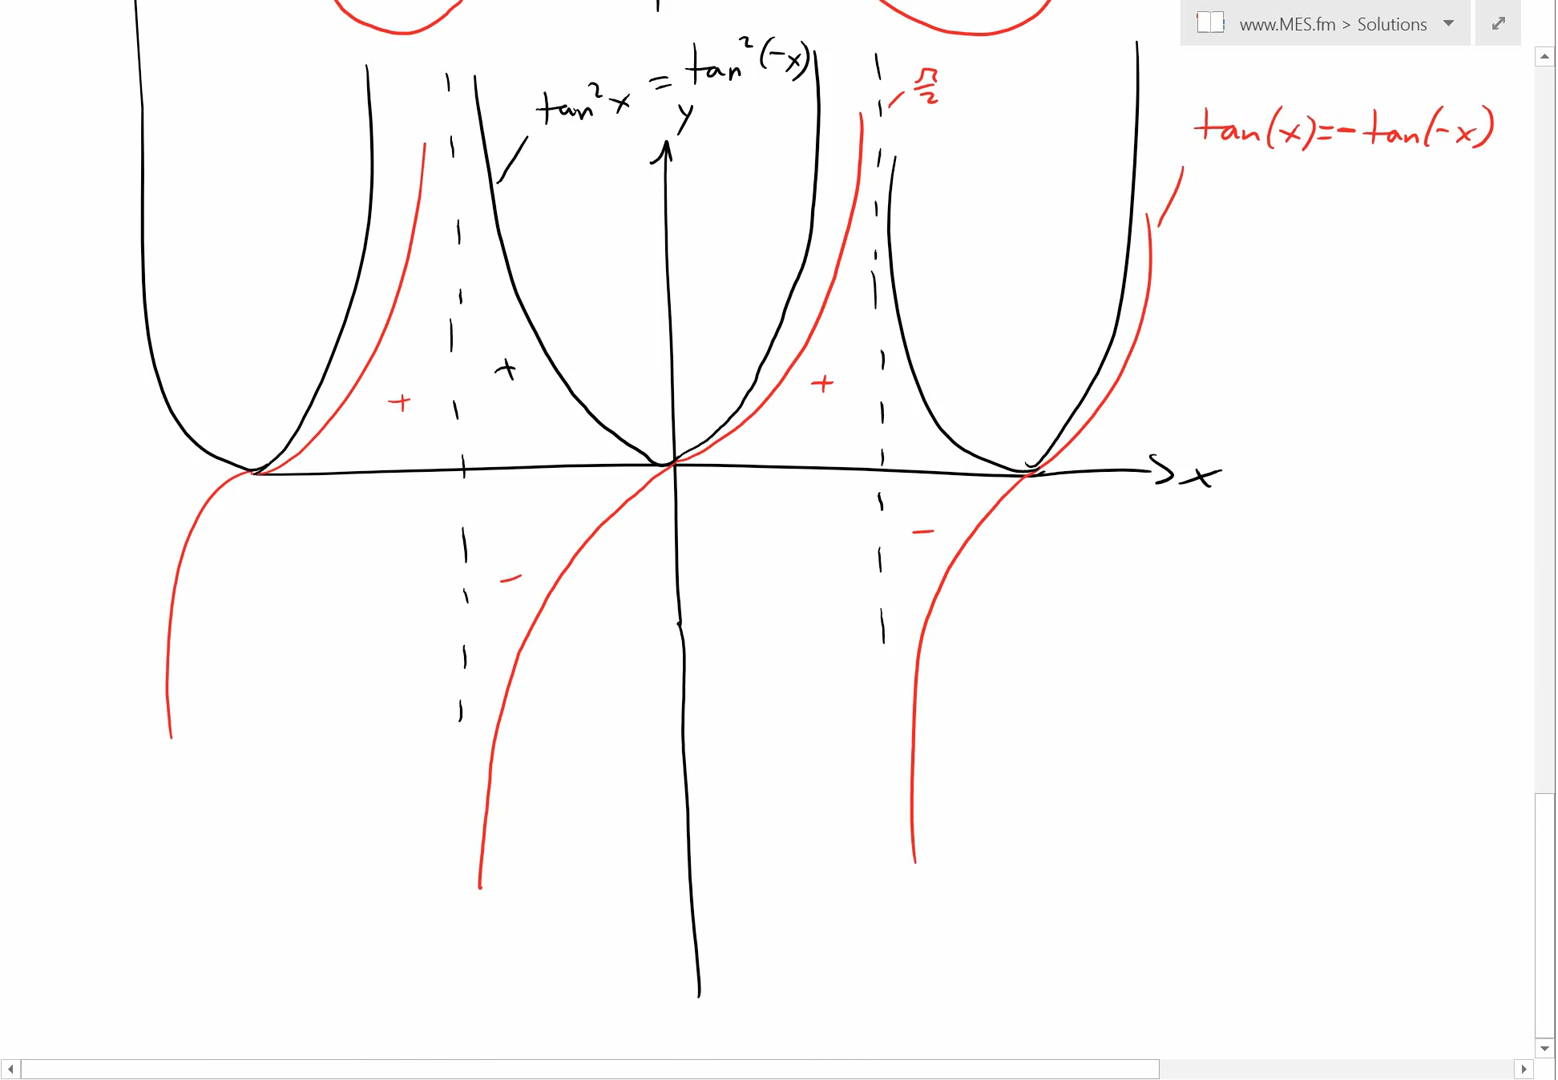 www.MES.fm > Solutions
tan²x = tan²(-x)
π/2
tan(x)=-tan(-x)
y
+
+
+
x
-
-